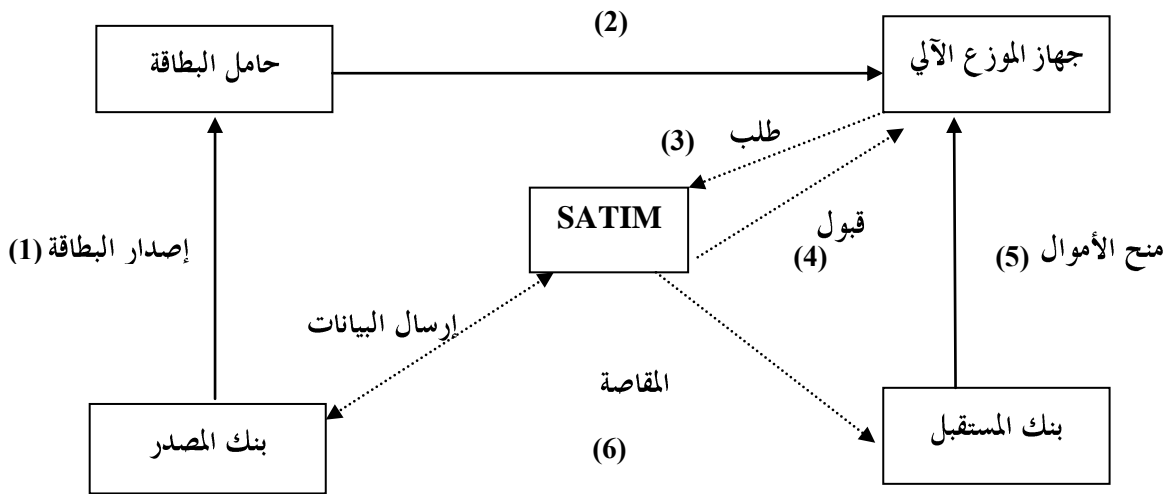 (2)
حامل البطاقة
جهاز الموزع الآلي
(3) طلب
SATIM
قبول
(4)
إصدار البطاقة (1)
منح الأموال (5)
إرسال البيانات
المقاصة
بنك المصدر
بنك المستقبل
(6)